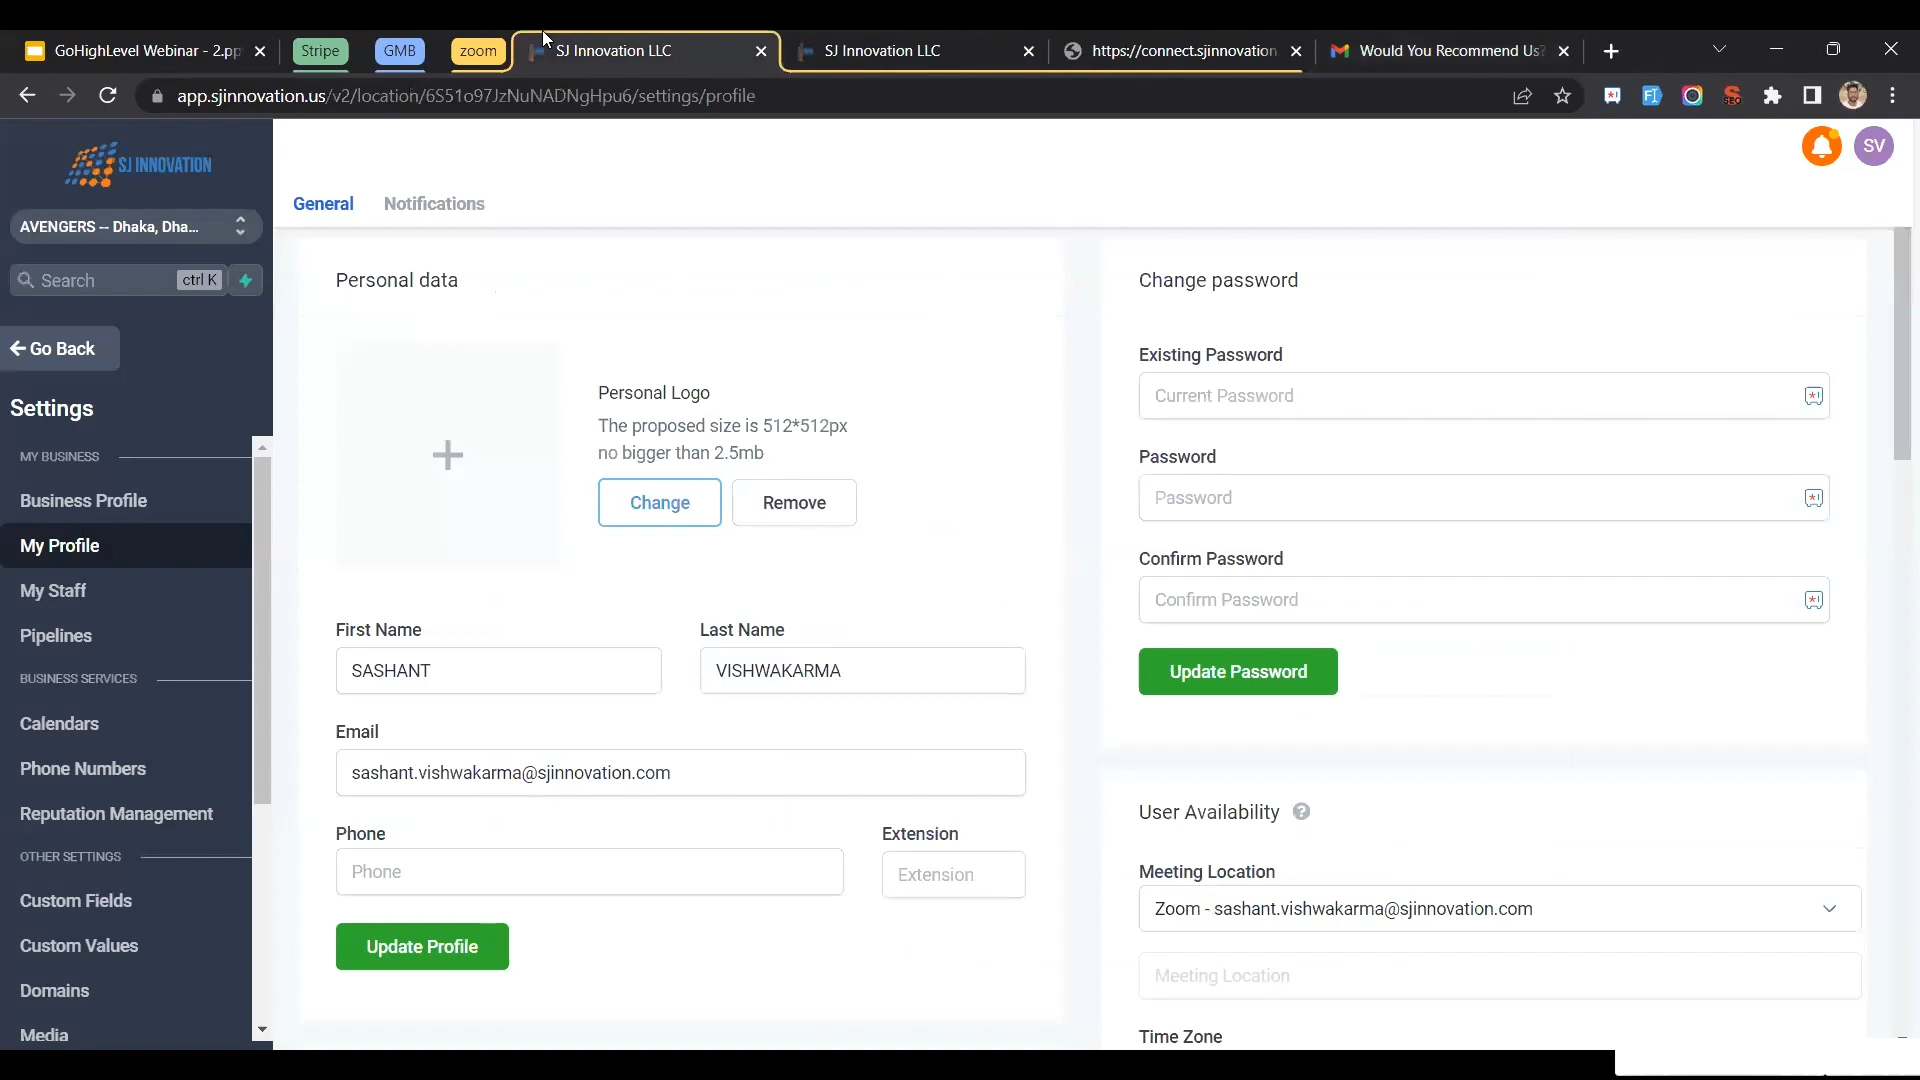 GoHighLevel Webinar - 2.pp
Stripe
GMB
zoom
SJ Innovation LLC
SJ Innovation LLC
https://connect.sjinnovation
Would You Recommend Us?
app.sjinnovation.us/v2/location/6S51o97JzNuNADNgHpu6/settings/profile
SEO
SJ INNOVATION
SV
AVENGERS -- Dhaka, Dha...
General
Notifications
Search
ctrl K
Go Back
Settings
MY BUSINESS
Business Profile
My Profile
My Staff
Pipelines
BUSINESS SERVICES
Calendars
Phone Numbers
Reputation Management
OTHER SETTINGS
Custom Fields
Custom Values
Domains
Media
Personal data
Personal Logo
The proposed size is 512*512px
no bigger than 2.5mb
Change
Remove
First Name
Last Name
SASHANT
VISHWAKARMA
Email
sashant.vishwakarma@sjinnovation.com
Phone
Extension
Phone
Extension
Update Profile
Change password
Existing Password
Current Password
Password
Password
Confirm Password
Confirm Password
Update Password
User Availability ?
Meeting Location
Zoom - sashant.vishwakarma@sjinnovation.com
Meeting Location
Time Zone